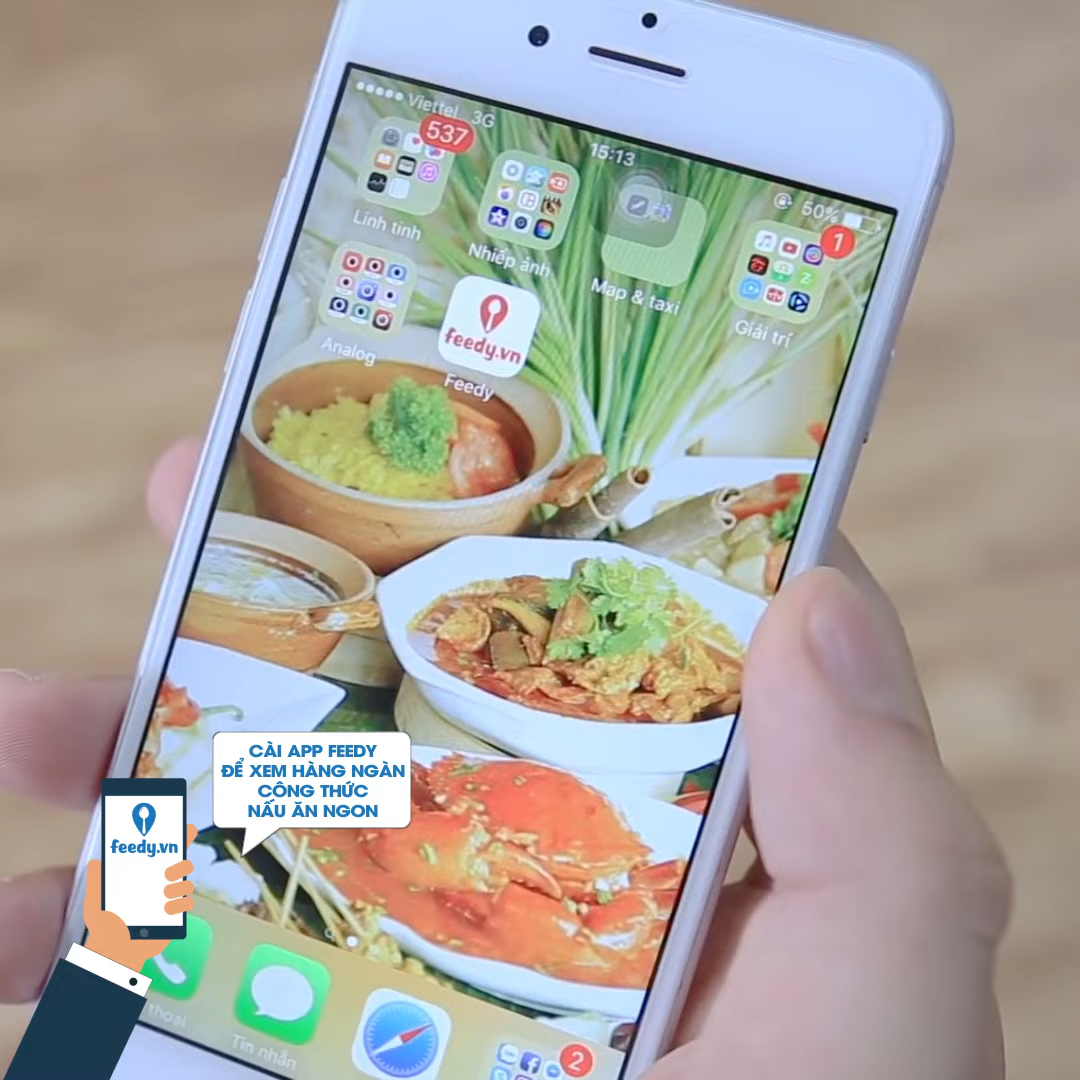 Viettel 3G
15:13
50%
537
1
Linh tinh
Nhiếp ảnh
Map & taxi
Giải trí
feedy.vn
Analog
Feedy
CÀI APP FEEDY
ĐỂ XEM HÀNG NGÀN
CÔNG THỨC
NẤU ĂN NGON
feedy.vn
thoại
Tin nhắn
2